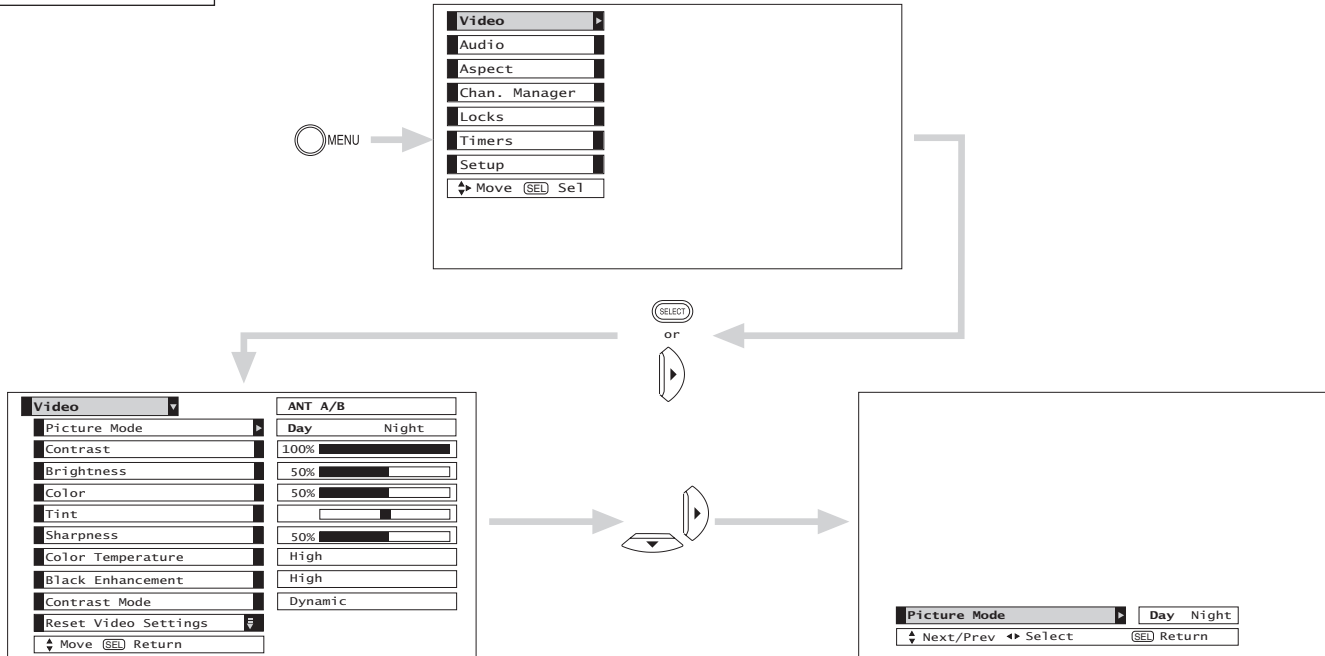 Video
Audio
Aspect
Chan. Manager
Locks
Timers
Setup
Move SEL Sel
MENU
SELECT
or
Video ANT A/B
Picture Mode Day Night
Contrast 100%
Brightness 50%
Color 50%
Tint
Sharpness 50%
Color Temperature High
Black Enhancement High
Contrast Mode Dynamic
Reset Video Settings
Move SEL Return
Picture Mode Day Night
Next/Prev Select SEL Return